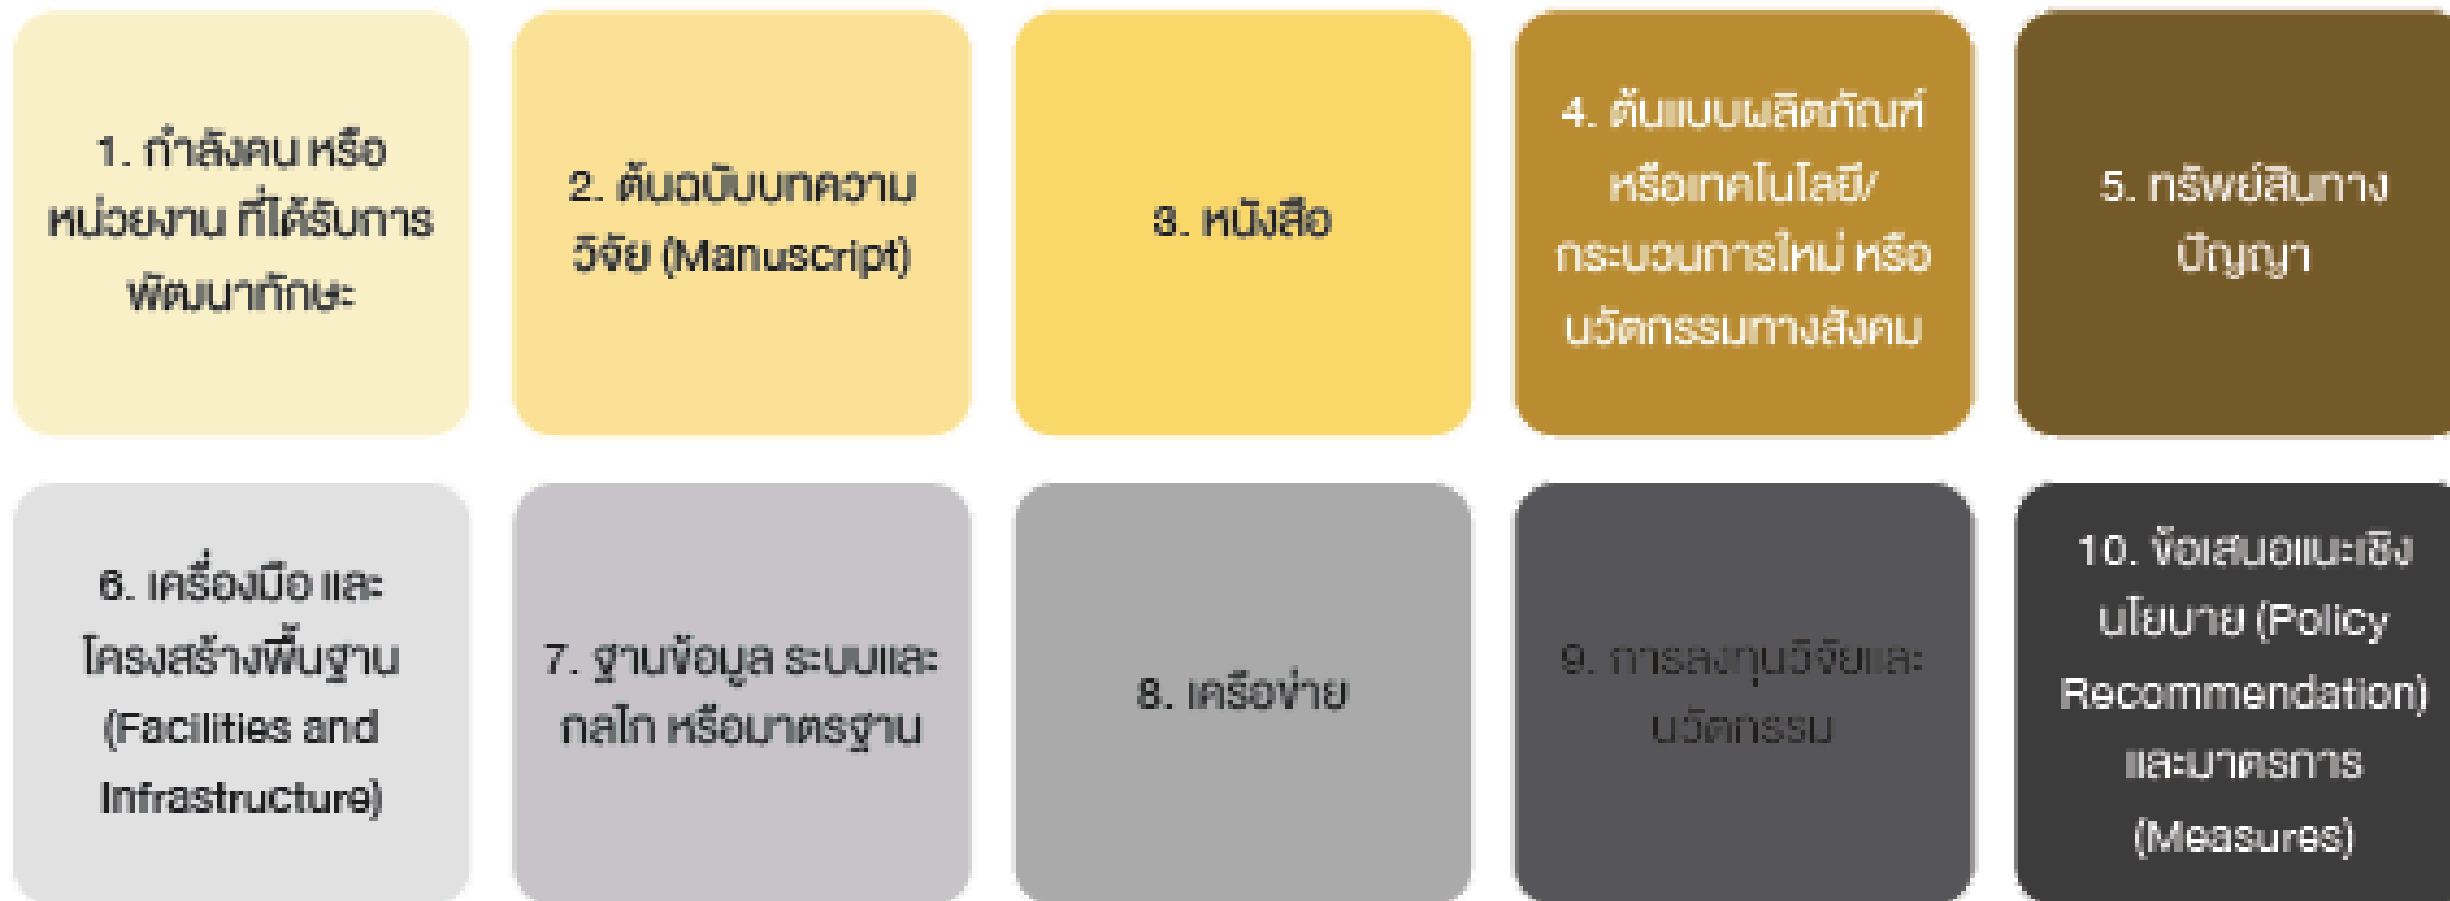 1. กำลังคน หรือ
หน่วยงาน ที่ได้รับการ
พัฒนาทักษะ
2. ต้นฉบับบทความ
วิจัย (Manuscript)
3. หนังสือ
4. ต้นแบบผลิตภัณฑ์
หรือเทคโนโลยี/
กระบวนการใหม่ หรือ
นวัตกรรมทางสังคม
5. ทรัพย์สินทาง
ปัญญา
6. เครื่องมือ และ
โครงสร้างพื้นฐาน
(Facilities and
Infrastructure)
7. ฐานข้อมูล ระบบและ
กลไก หรือมาตรฐาน
8. เครือข่าย
9. การลงทุนวิจัยและ
นวัตกรรม
10. ข้อเสนอแนะเชิง
นโยบาย (Policy
Recommendation)
และมาตรการ
(Measures)